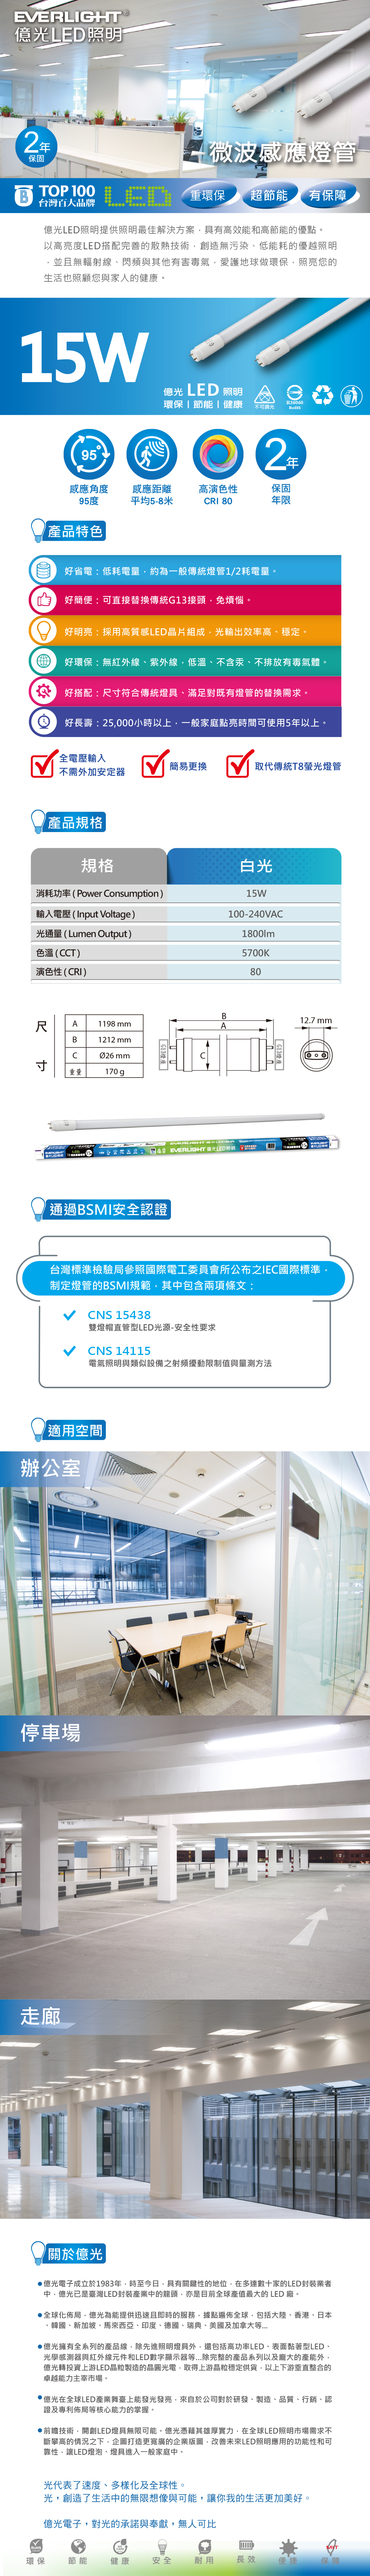 EVERLIGHT®
億光LED照明
2年
保固
微波感應燈管
TOP 100
台灣百人品牌
LED
重環保
超節能
有保障
億光LED照明提供照明最佳解決方案，具有高效能和高節能的優點。
以高亮度LED搭配完善的散熱技術，創造無污染、低能耗的優越照明
，並且無輻射線、閃頻與其他有害毒氣，愛護地球做環保，照亮您的
生活也照顧您與家人的健康。
15W
億光 LED 照明
環保｜節能｜健康
不可調光
RoHS
95°
2年
感應角度
95度
感應距離
平均5-8米
高演色性
CRI 80
保固
年限
產品特色
好省電：低耗電量，約為一般傳統燈管1/2耗電量。
好簡便：可直接替換傳統G13接頭，免煩惱。
好明亮：採用高質感LED晶片組成，光輸出效率高、穩定。
好環保：無紅外線、紫外線，低溫、不含汞、不排放有毒氣體。
好搭配：尺寸符合傳統燈具、滿足對既有燈管的替換需求。
好長壽：25,000小時以上，一般家庭點亮時間可使用5年以上。
全電壓輸入
不需外加安定器
簡易更換
取代傳統T8螢光燈管
產品規格
規格
白光
消耗功率 ( Power Consumption )
15W
輸入電壓 ( Input Voltage )
100-240VAC
光通量 ( Lumen Output )
1800lm
色溫 ( CCT )
5700K
演色性 ( CRI )
80
尺寸
A 1198 mm
B 1212 mm
C Ø26 mm
重量 170 g
B
A
C
12.7 mm
EVERLIGHT
通過BSMI安全認證
台灣標準檢驗局參照國際電工委員會所公布之IEC國際標準，
制定燈管的BSMI規範，其中包含兩項條文：
CNS 15438
雙燈帽直管型LED光源-安全性要求
CNS 14115
電氣照明與類似設備之射頻擾動限制值與量測方法
適用空間
辦公室
停車場
走廊
關於億光
●億光電子成立於1983年，時至今日，具有關鍵性的地位，在多達數十家的LED封裝業者
中，億光已是臺灣LED封裝產業中的龍頭，亦是目前全球產值最大的 LED 廠。
●全球化佈局，億光為能提供迅速且即時的服務，據點遍佈全球，包括大陸、香港、日本
、韓國、新加坡、馬來西亞、印度、德國、瑞典、美國及加拿大等...
●億光擁有全系列的產品線，除先進照明燈具外，還包括高功率LED、表面黏著型LED、
光學感測器與紅外線元件和LED數字顯示器等...除完整的產品系列以及龐大的產能外，
億光轉投資上游LED晶粒製造的晶圓光電，取得上游晶粒穩定供貨，以上下游垂直整合的
卓越能力主宰市場。
●億光在全球LED產業舞臺上能發光發亮，來自於公司對於研發、製造、品質、行銷、認
證及專利佈局等核心能力的掌握。
●前瞻技術，開創LED燈具無限可能。億光憑藉其雄厚實力，在全球LED照明市場需求不
斷攀高的情況之下，企圖打造更寬廣的企業版圖，改善未來LED照明應用的功能性和可
靠性，讓LED燈泡、燈具進入一般家庭中。
光代表了速度、多樣化及全球性。
光，創造了生活中的無限想像與可能，讓你我的生活更加美好。
億光電子，對光的承諾與奉獻，無人可比
環保
節能
健康
安全
耐用
長效